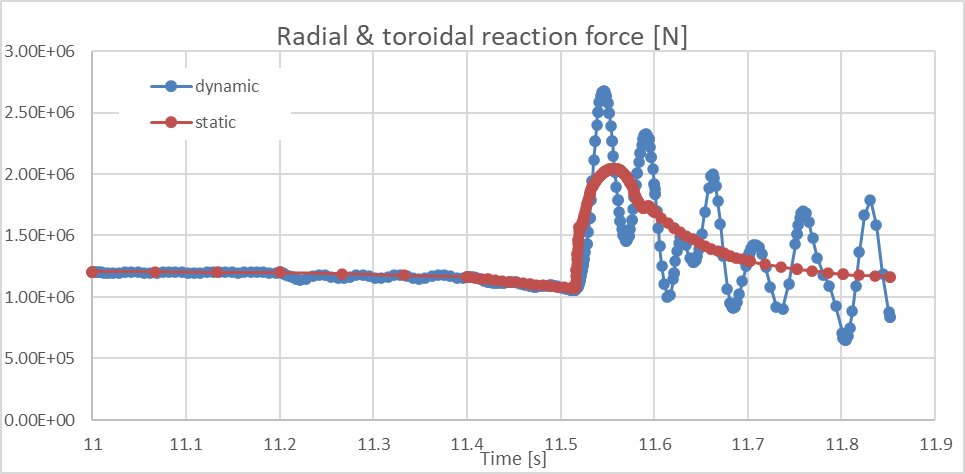 Radial & toroidal reaction force [N]
3.00E+06
2.50E+06
2.00E+06
1.50E+06
1.00E+06
5.00E+05
0.00E+00
dynamic
static
11 11.1 11.2 11.3 11.4 11.5 11.6 11.7 11.8 11.9
Time [s]